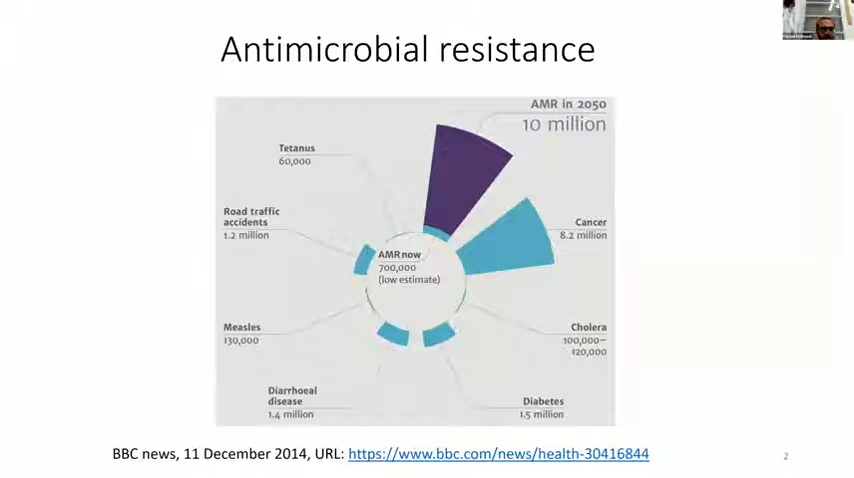 Antimicrobial resistance
AMR in 2050
10 million
Tetanus
60,000
Road traffic
accidents
1.2 million
Cancer
8.2 million
AMR now
700,000
(low estimate)
Measles
130,000
Cholera
100,000–
120,000
Diarrhoeal
disease
1.4 million
Diabetes
1.5 million
BBC news, 11 December 2014, URL: https://www.bbc.com/news/health-30416844
2